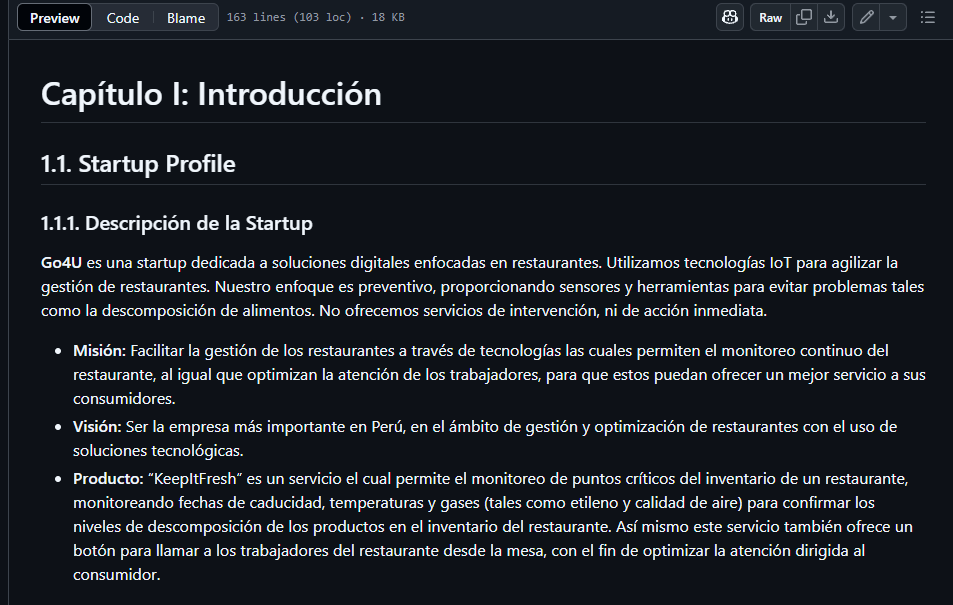 Preview Code Blame 163 lines (103 loc) · 18 KB Raw
Capítulo I: Introducción
1.1. Startup Profile
1.1.1. Descripción de la Startup
Go4U es una startup dedicada a soluciones digitales enfocadas en restaurantes. Utilizamos tecnologías IoT para agilizar la
gestión de restaurantes. Nuestro enfoque es preventivo, proporcionando sensores y herramientas para evitar problemas tales
como la descomposición de alimentos. No ofrecemos servicios de intervención, ni de acción inmediata.
• Misión: Facilitar la gestión de los restaurantes a través de tecnologías las cuales permiten el monitoreo continuo del
restaurante, al igual que optimizan la atención de los trabajadores, para que estos puedan ofrecer un mejor servicio a sus
consumidores.
• Visión: Ser la empresa más importante en Perú, en el ámbito de gestión y optimización de restaurantes con el uso de
soluciones tecnológicas.
• Producto: “KeepItFresh” es un servicio el cual permite el monitoreo de puntos críticos del inventario de un restaurante,
monitoreando fechas de caducidad, temperaturas y gases (tales como etileno y calidad de aire) para confirmar los
niveles de descomposición de los productos en el inventario del restaurante. Así mismo este servicio también ofrece un
botón para llamar a los trabajadores del restaurante desde la mesa, con el fin de optimizar la atención dirigida al
consumidor.